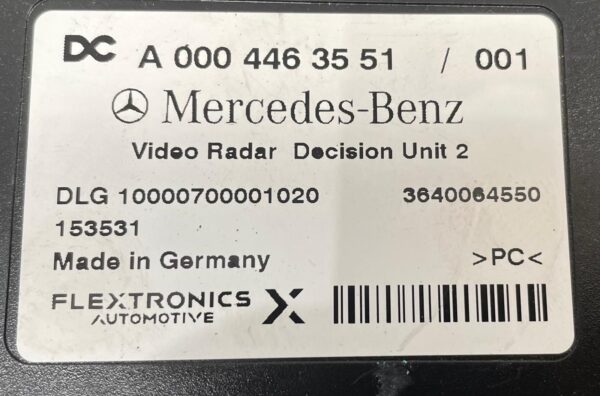 DC A 000 446 35 51 / 001
Mercedes-Benz
Video Radar Decision Unit 2
DLG 10000700001020 3640064550
153531
Made in Germany >PC<
FLEXTRONICS X
AUTOMOTIVE